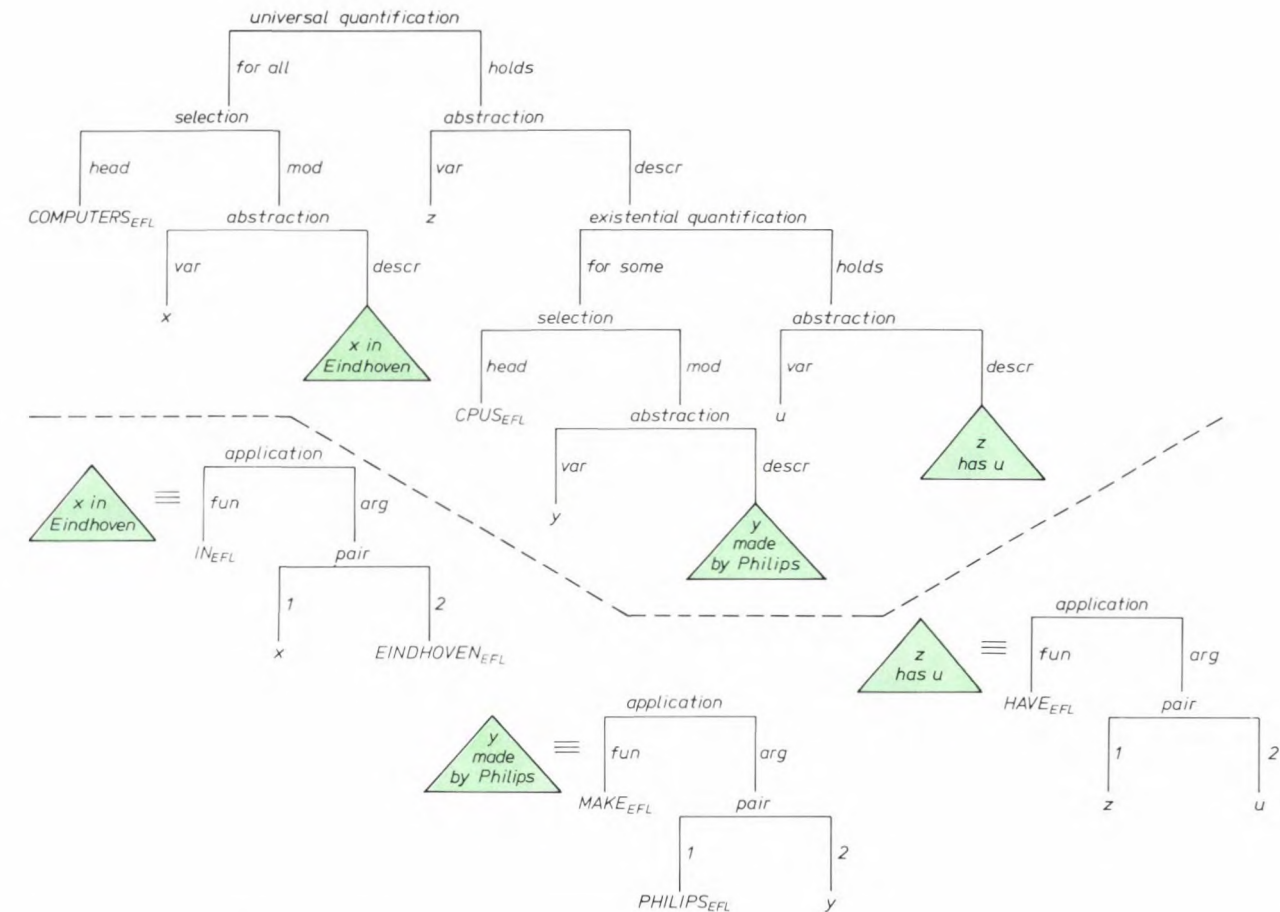 universal quantification
for all
holds
selection
abstraction
head
mod
var
descr
COMPUTERS_EFL
abstraction
z
existential quantification
var
descr
for some
holds
x
x in
Eindhoven
selection
abstraction
head
mod
var
descr
CPUS_EFL
abstraction
u
z
has u
var
descr
y
y
made
by Philips
x in
Eindhoven
≡
application
fun
arg
IN_EFL
pair
1
2
x
EINDHOVEN_EFL
z
has u
≡
application
fun
arg
HAVE_EFL
pair
1
2
z
u
y
made
by Philips
≡
application
fun
arg
MAKE_EFL
pair
1
2
PHILIPS_EFL
y